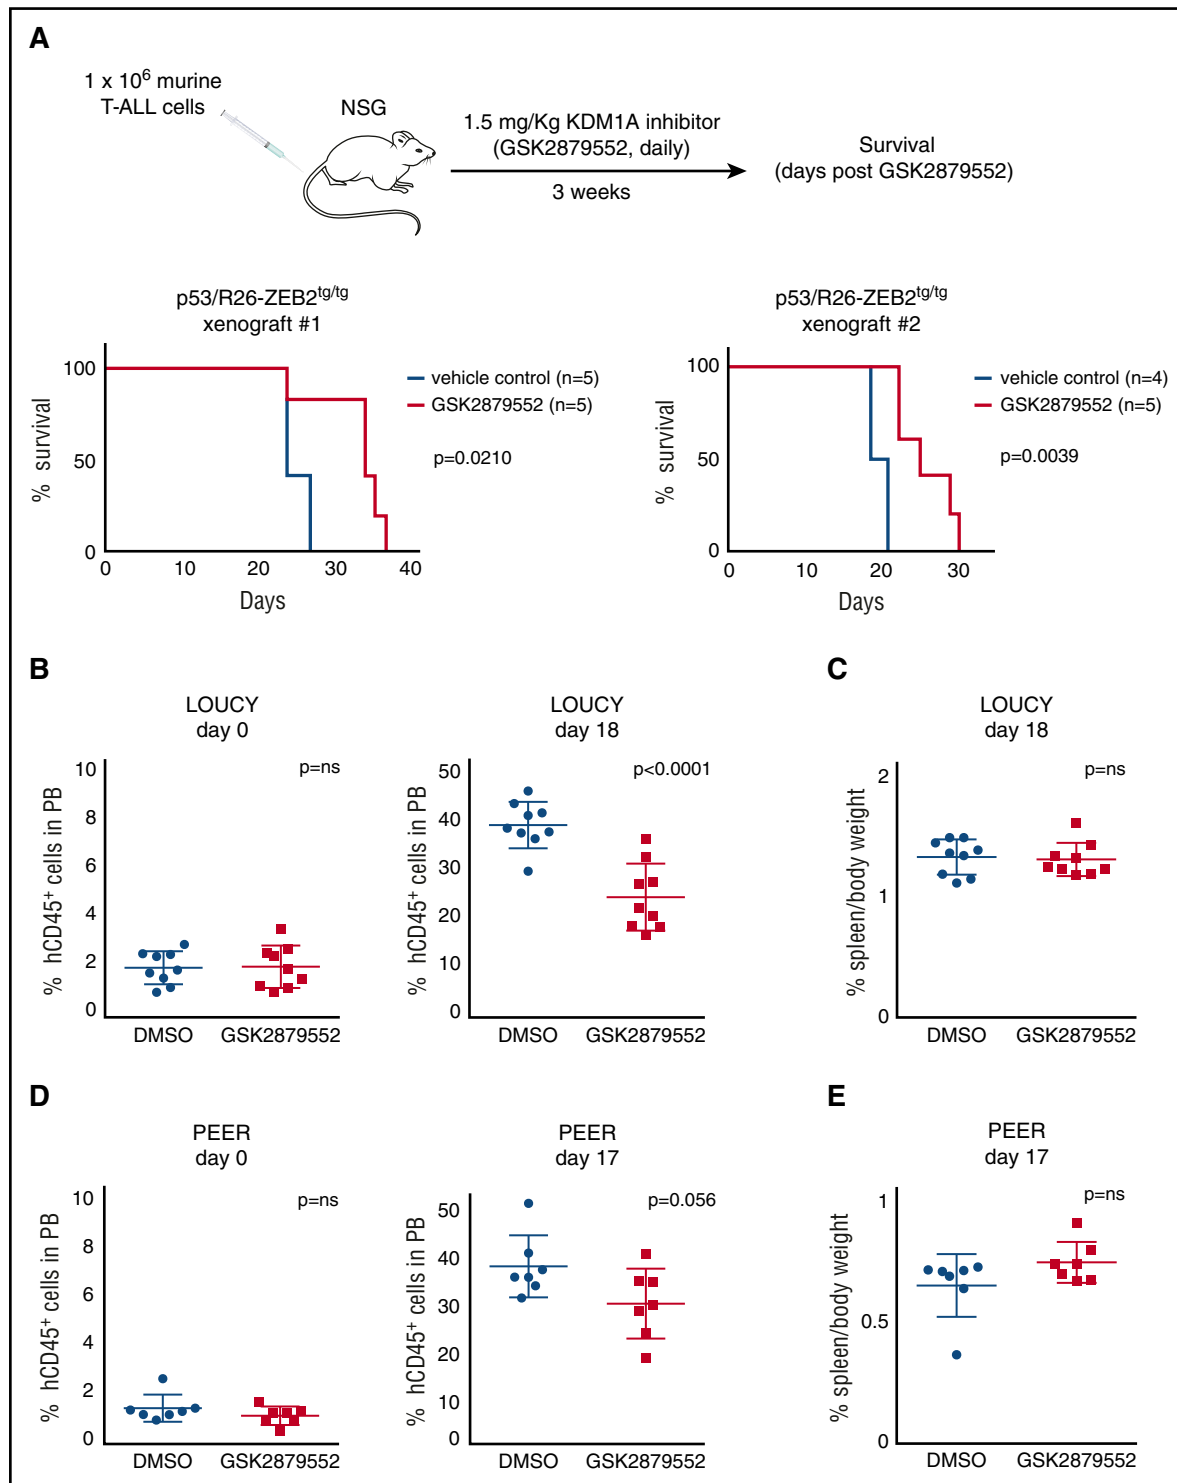 A
1 x 10⁶ murine
T-ALL cells
NSG
1.5 mg/Kg KDM1A inhibitor
(GSK2879552, daily)
3 weeks
Survival
(days post GSK2879552)
p53/R26-ZEB2tg/tg
xenograft #1
% survival
100
50
0
0 10 20 30 40
Days
vehicle control (n=5)
GSK2879552 (n=5)
p=0.0210
p53/R26-ZEB2tg/tg
xenograft #2
% survival
100
50
0
0 10 20 30
Days
vehicle control (n=4)
GSK2879552 (n=5)
p=0.0039
B
LOUCY
day 0
p=ns
% hCD45⁺ cells in PB
10
8
6
4
2
0
DMSO GSK2879552
LOUCY
day 18
p<0.0001
% hCD45⁺ cells in PB
50
40
30
20
10
0
DMSO GSK2879552
C
LOUCY
day 18
p=ns
% spleen/body weight
2
1
0
DMSO GSK2879552
D
PEER
day 0
p=ns
% hCD45⁺ cells in PB
10
8
6
4
2
0
DMSO GSK2879552
PEER
day 17
p=0.056
% hCD45⁺ cells in PB
50
40
30
20
10
0
DMSO GSK2879552
E
PEER
day 17
p=ns
% spleen/body weight
1
0.5
0
DMSO GSK2879552